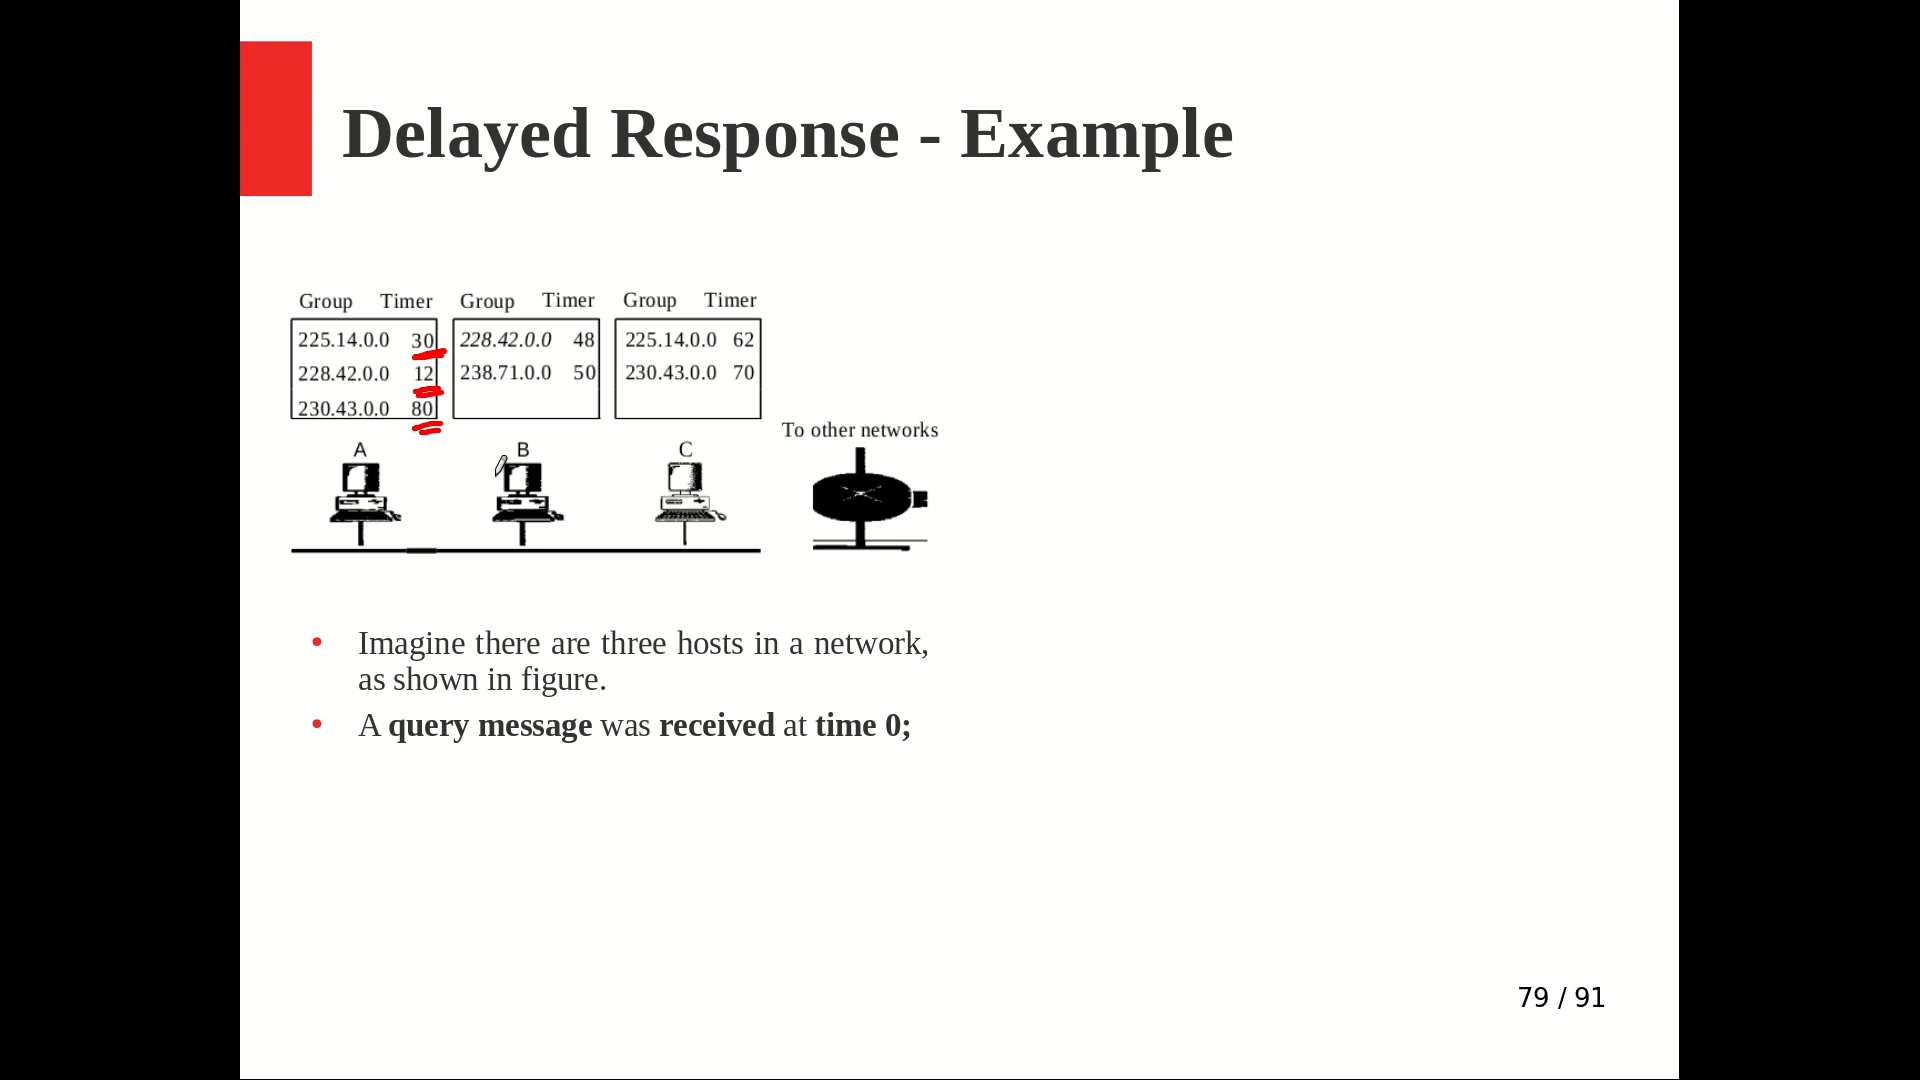 Delayed Response - Example
Group Timer Group Timer Group Timer
225.14.0.0 30 228.42.0.0 48 225.14.0.0 62
228.42.0.0 12 238.71.0.0 50 230.43.0.0 70
230.43.0.0 80
To other networks
A B C
• Imagine there are three hosts in a network,
as shown in figure.
• A query message was received at time 0;
79 / 91